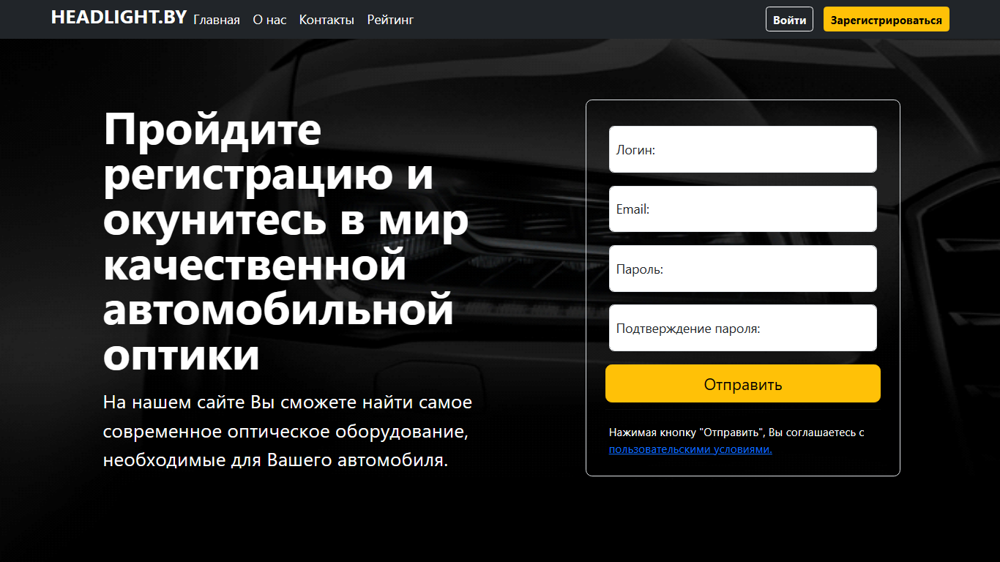 HEADLIGHT.BY Главная О нас Контакты Рейтинг Войти Зарегистрироваться
Пройдите
регистрацию и
окунитесь в мир
качественной
автомобильной
оптики
На нашем сайте Вы сможете найти самое
современное оптическое оборудование,
необходимые для Вашего автомобиля.
Логин:
Email:
Пароль:
Подтверждение пароля:
Отправить
Нажимая кнопку "Отправить", Вы соглашаетесь с
пользовательскими условиями.